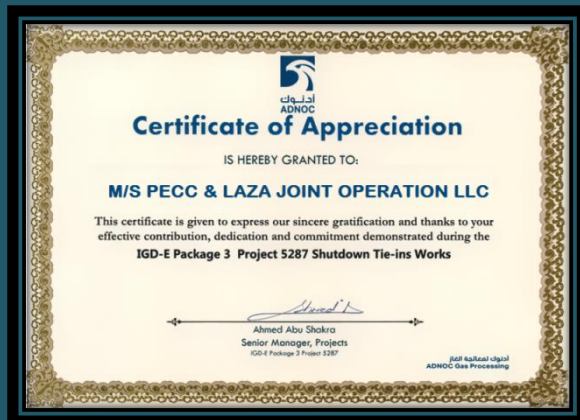 أدنوك
ADNOC
Certificate of Appreciation
IS HEREBY GRANTED TO:
M/S PECC & LAZA JOINT OPERATION LLC
This certificate is given to express our sincere gratification and thanks to your
effective contribution, dedication and commitment demonstrated during the
IGD-E Package 3 Project 5287 Shutdown Tie-ins Works
Ahmed Abu Shakra
Senior Manager, Projects
IGD-E Package 3 Project 5287
أدنوك لمعالجة الغاز
ADNOC Gas Processing